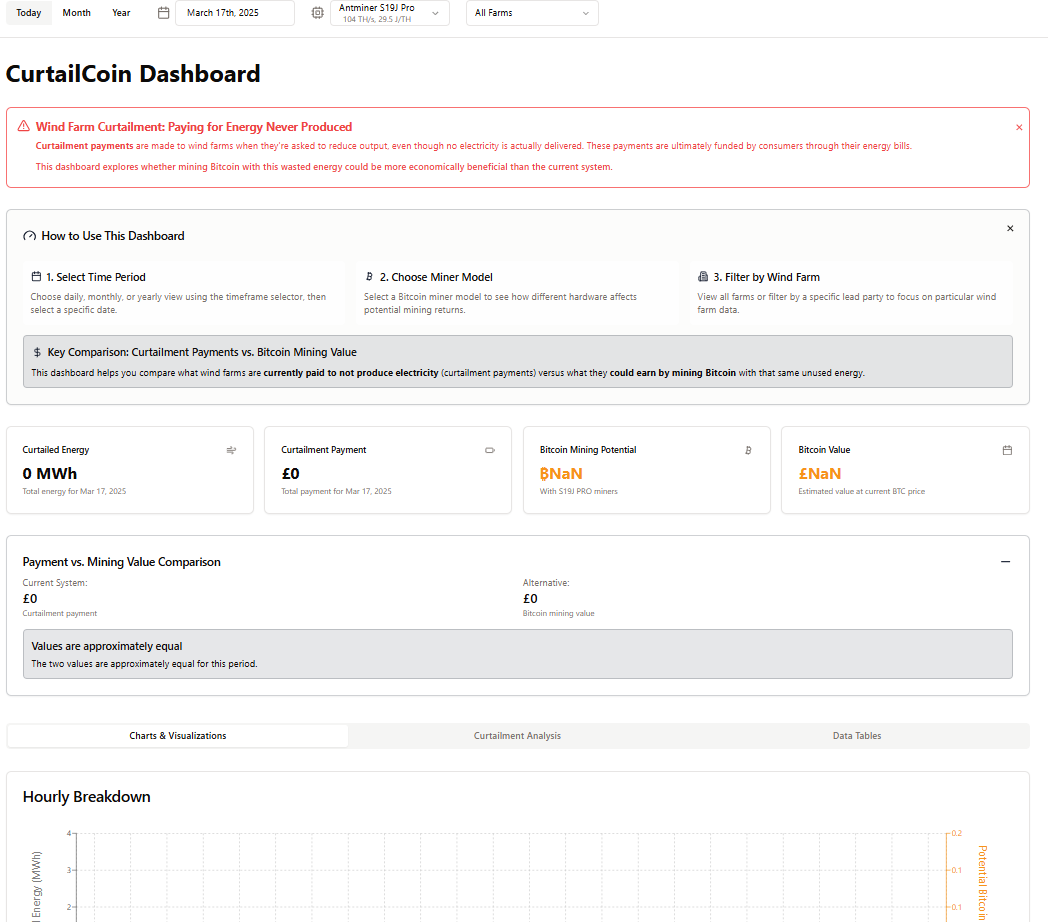 Today Month Year March 17th, 2025 Antminer S19J Pro All Farms
104 TH/s, 29.5 J/TH
CurtailCoin Dashboard
Wind Farm Curtailment: Paying for Energy Never Produced
Curtailment payments are made to wind farms when they're asked to reduce output, even though no electricity is actually delivered. These payments are ultimately funded by consumers through their energy bills.
This dashboard explores whether mining Bitcoin with this wasted energy could be more economically beneficial than the current system.
How to Use This Dashboard
1. Select Time Period
Choose daily, monthly, or yearly view using the timeframe selector, then
select a specific date.
2. Choose Miner Model
Select a Bitcoin miner model to see how different hardware affects
potential mining returns.
3. Filter by Wind Farm
View all farms or filter by a specific lead party to focus on particular wind
farm data.
$ Key Comparison: Curtailment Payments vs. Bitcoin Mining Value
This dashboard helps you compare what wind farms are currently paid to not produce electricity (curtailment payments) versus what they could earn by mining Bitcoin with that same unused energy.
Curtailed Energy
0 MWh
Total energy for Mar 17, 2025
Curtailment Payment
£0
Total payment for Mar 17, 2025
Bitcoin Mining Potential
₿NaN
With S19J PRO miners
Bitcoin Value
£NaN
Estimated value at current BTC price
Payment vs. Mining Value Comparison
Current System:
£0
Curtailment payment
Alternative:
£0
Bitcoin mining value
Values are approximately equal
The two values are approximately equal for this period.
Charts & Visualizations Curtailment Analysis Data Tables
Hourly Breakdown
4 0.2
3 0.1
2 0.1
Energy (MWh)
Potential Bitcoin